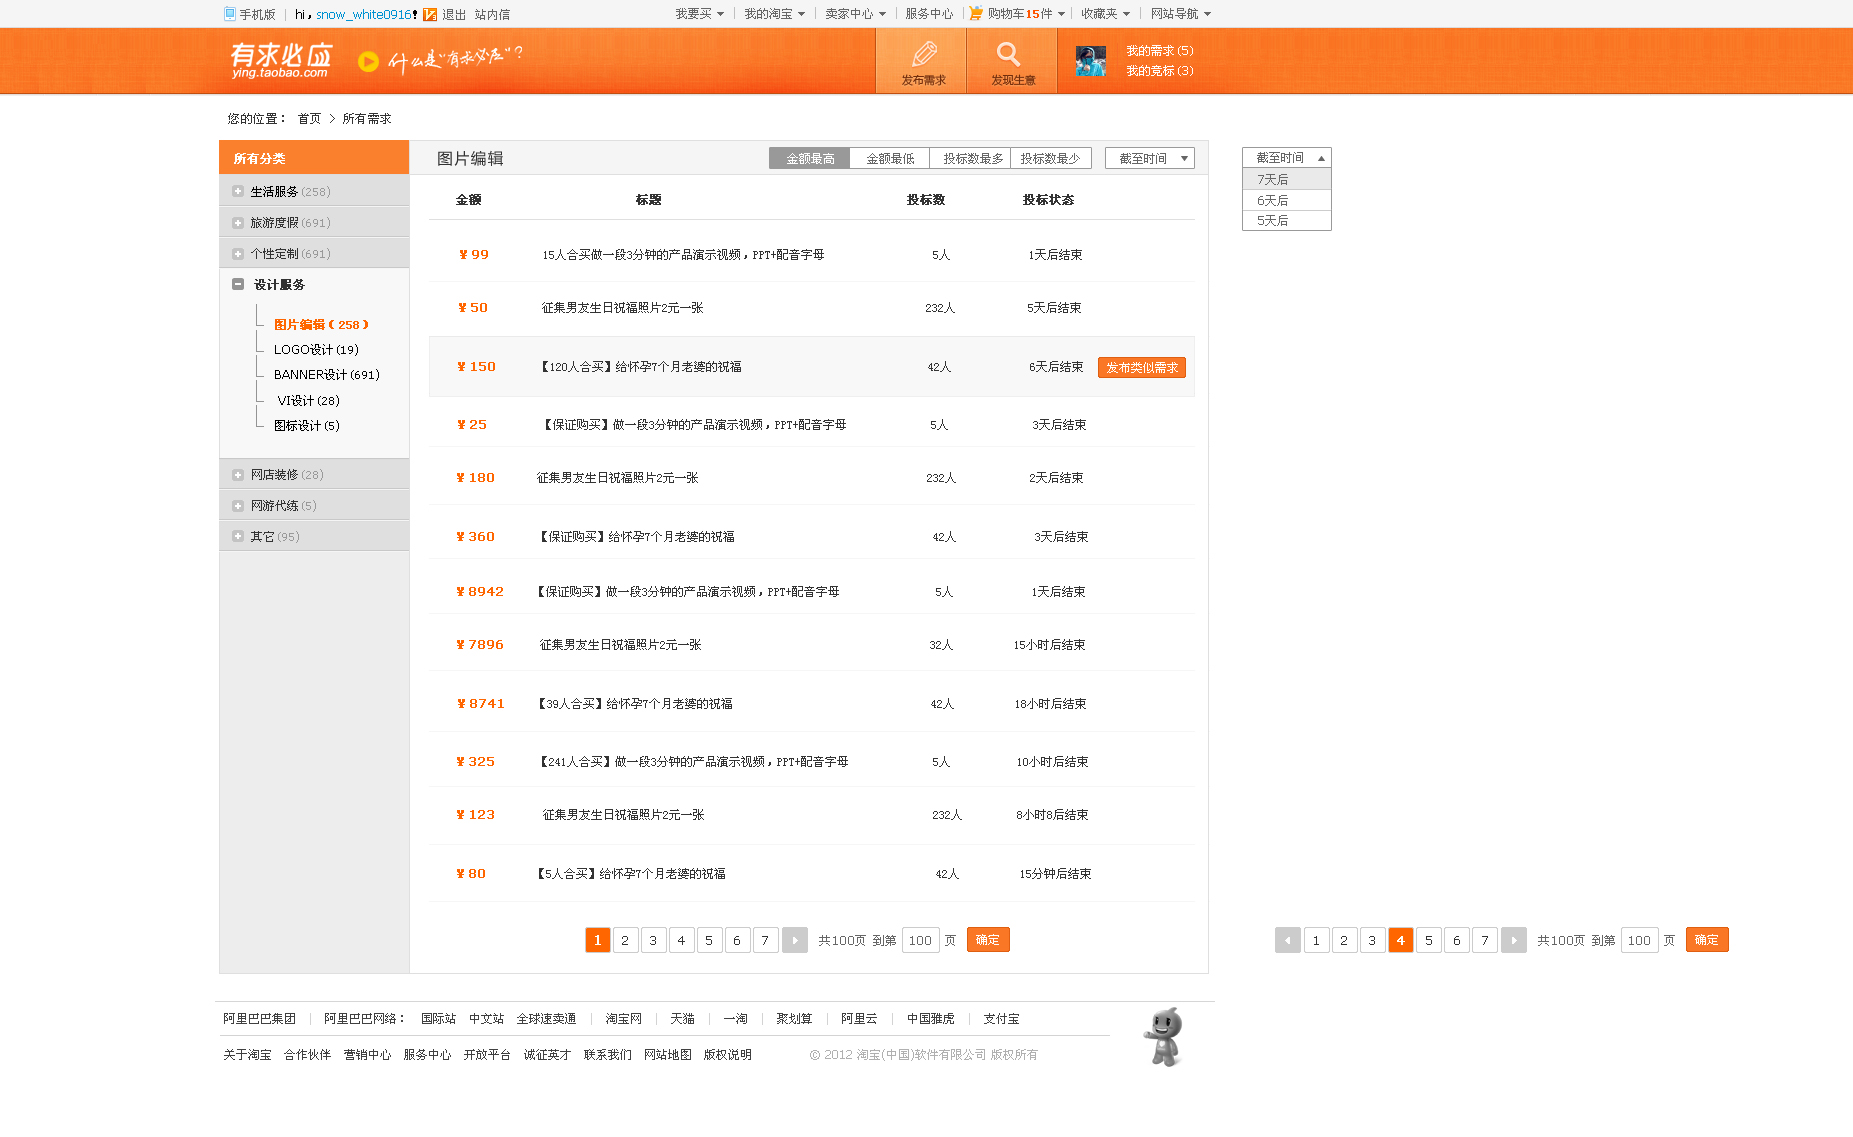 手机版 hi，snow_white0916！ 退出 站内信 我要买 我的淘宝 卖家中心 服务中心 购物车15件 收藏夹 网站导航
有求必应
ying.taobao.com
什么是"有求必应"?
发布需求 发现生意
我的需求(5)
我的竞标(3)
您的位置： 首页 > 所有需求
所有分类
生活服务(258)
旅游度假(691)
个性定制(691)
设计服务
图片编辑（258）
LOGO设计(19)
BANNER设计(691)
VI设计(28)
图标设计(5)
网店装修(28)
网游代练(5)
其它(95)
图片编辑 金额最高 金额最低 投标数最多 投标数最少 截至时间
金额 标题 投标数 投标状态
¥ 99 15人合买做一段3分钟的产品演示视频，PPT+配音字母 5人 1天后结束
¥ 50 征集男友生日祝福照片2元一张 232人 5天后结束
¥ 150 【120人合买】给怀孕7个月老婆的祝福 42人 6天后结束 发布类似需求
¥ 25 【保证购买】做一段3分钟的产品演示视频，PPT+配音字母 5人 3天后结束
¥ 180 征集男友生日祝福照片2元一张 232人 2天后结束
¥ 360 【保证购买】给怀孕7个月老婆的祝福 42人 3天后结束
¥ 8942 【保证购买】做一段3分钟的产品演示视频，PPT+配音字母 5人 1天后结束
¥ 7896 征集男友生日祝福照片2元一张 32人 15小时后结束
¥ 8741 【39人合买】给怀孕7个月老婆的祝福 42人 18小时后结束
¥ 325 【241人合买】做一段3分钟的产品演示视频，PPT+配音字母 5人 10小时后结束
¥ 123 征集男友生日祝福照片2元一张 232人 8小时8后结束
¥ 80 【5人合买】给怀孕7个月老婆的祝福 42人 15分钟后结束
1 2 3 4 5 6 7 共100页 到第 100 页 确定
截至时间
7天后
6天后
5天后
1 2 3 4 5 6 7 共100页 到第 100 页 确定
阿里巴巴集团 阿里巴巴网络： 国际站 中文站 全球速卖通 淘宝网 天猫 一淘 聚划算 阿里云 中国雅虎 支付宝
关于淘宝 合作伙伴 营销中心 服务中心 开放平台 诚征英才 联系我们 网站地图 版权说明 © 2012 淘宝(中国)软件有限公司 版权所有